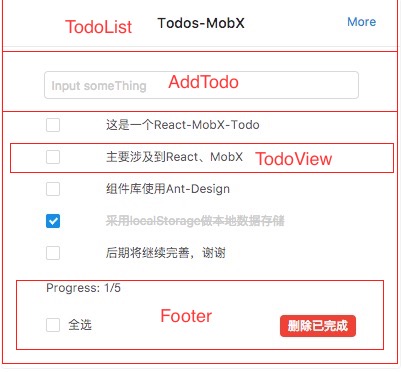 TodoList Todos-MobX More
Input someThing AddTodo
这是一个React-MobX-Todo
主要涉及到React、MobX TodoView
组件库使用Ant-Design
采用localStorage做本地数据存储
后期将继续完善，谢谢
Progress: 1/5
Footer
全选 删除已完成